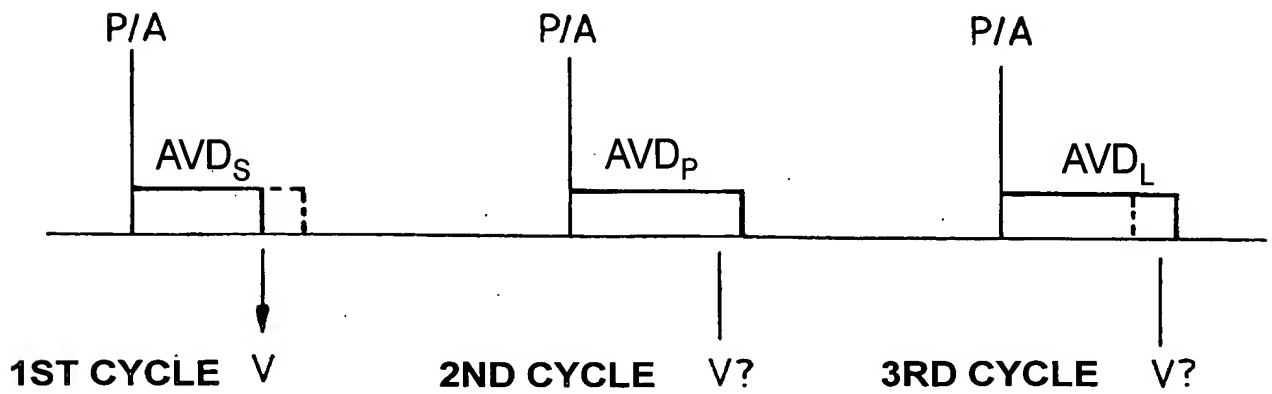 P/A P/A P/A
AVD_S AVD_P AVD_L
1ST CYCLE V 2ND CYCLE V? 3RD CYCLE V?